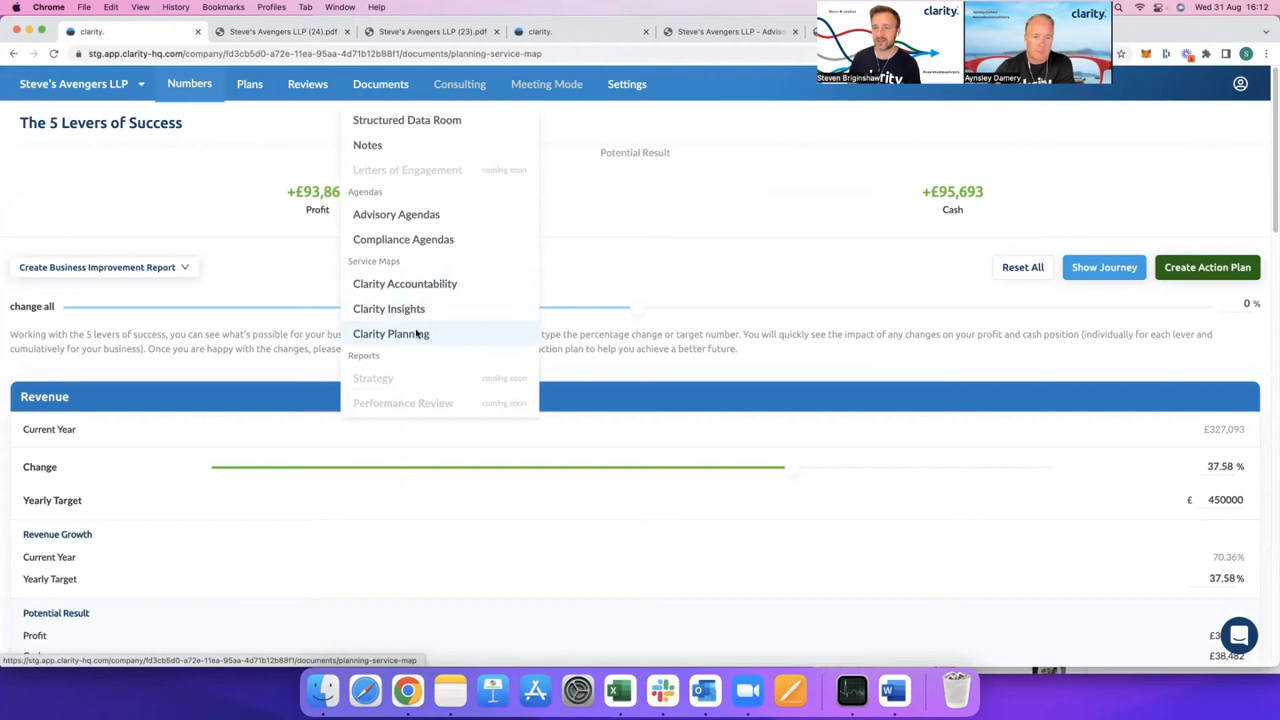 Chrome File Edit View History Bookmarks Profiles Tab Window Help
Wed 31 Aug 16:12
clarity.
Steve's Avengers LLP (24).pdf
Steve's Avengers LLP (23).pdf
clarity.
Steve's Avengers LLP - Advis
stg.app.clarity-hq.com/company/fd3cb5d0-a72e-11ea-95aa-4d71b12b88f1/documents/planning-service-map
clarity.
Steven Briginshaw
clarity.
Aynsley Damery
Steve's Avengers LLP Numbers Plans Reviews Documents Consulting Meeting Mode Settings
The 5 Levers of Success
Potential Result
+£93,86
Profit
+£95,693
Cash
Structured Data Room
Notes
Letters of Engagement coming soon
Agendas
Advisory Agendas
Compliance Agendas
Service Maps
Clarity Accountability
Clarity Insights
Clarity Planning
Reports
Strategy coming soon
Performance Review coming soon
Create Business Improvement Report
Reset All Show Journey Create Action Plan
change all 0 %
Working with the 5 levers of success, you can see what's possible for your bus type the percentage change or target number. You will quickly see the impact of any changes on your profit and cash position (individually for each lever and
cumulatively for your business). Once you are happy with the changes, please action plan to help you achieve a better future.
Revenue
Current Year £327,093
Change 37.58 %
Yearly Target £ 450000
Revenue Growth
Current Year 70.36%
Yearly Target 37.58%
Potential Result
Profit
£38,482
https://stg.app.clarity-hq.com/company/fd3cb5d0-a72e-11ea-95aa-4d71b12b88f1/documents/planning-service-map